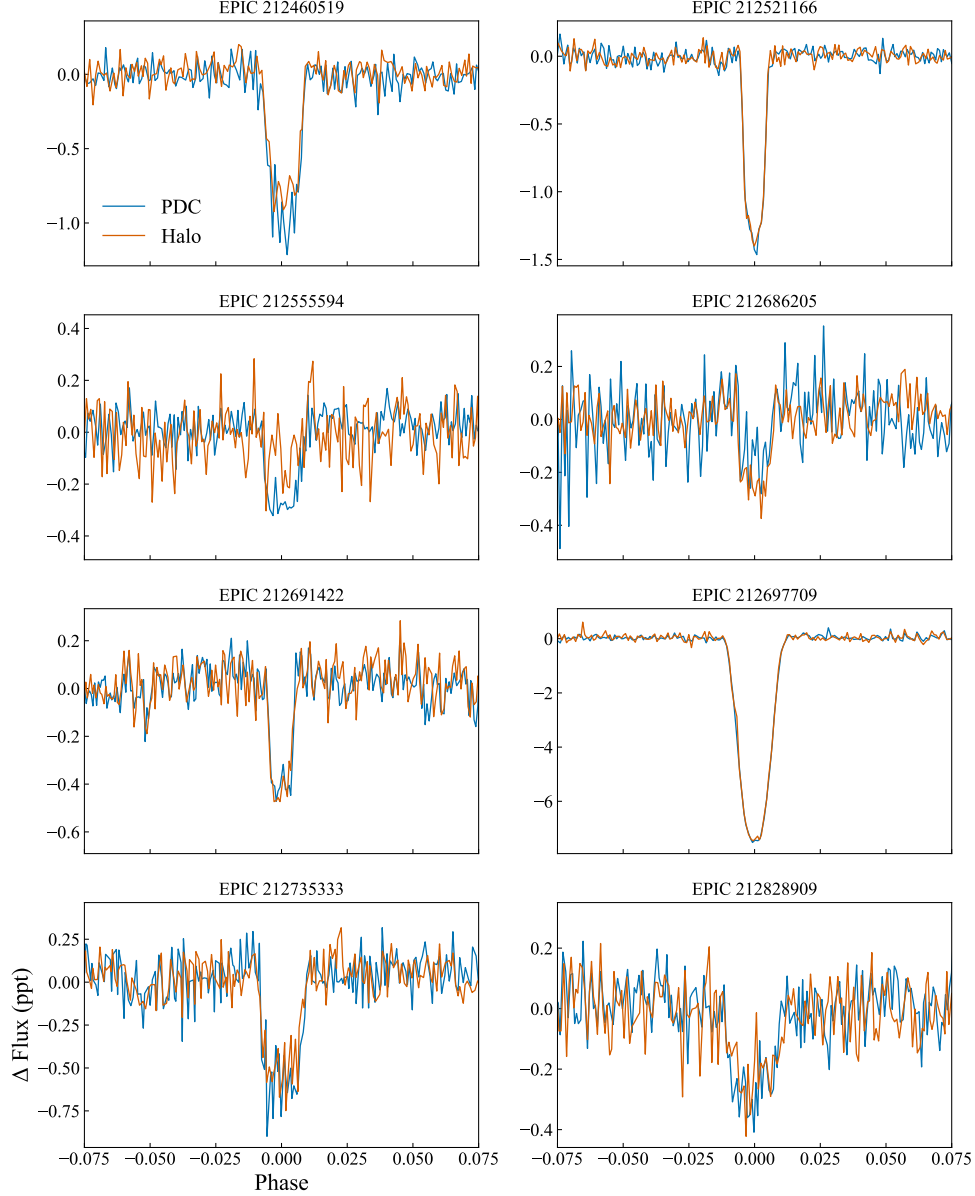 EPIC 212460519
0.0
−0.5
−1.0
PDC
Halo
EPIC 212521166
0.0
−0.5
−1.0
−1.5
EPIC 212555594
0.4
0.2
0.0
−0.2
−0.4
EPIC 212686205
0.2
0.0
−0.2
−0.4
EPIC 212691422
0.2
0.0
−0.2
−0.4
−0.6
EPIC 212697709
0
−2
−4
−6
EPIC 212735333
0.25
0.00
−0.25
−0.50
−0.75
Δ Flux (ppt)
−0.075 −0.050 −0.025 0.000 0.025 0.050 0.075
Phase
EPIC 212828909
0.2
0.0
−0.2
−0.4
−0.075 −0.050 −0.025 0.000 0.025 0.050 0.075